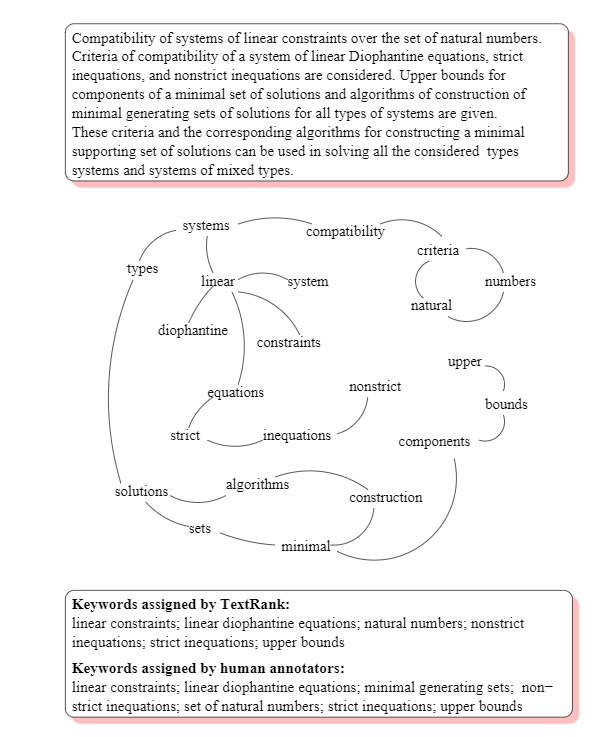 Compatibility of systems of linear constraints over the set of natural numbers.
Criteria of compatibility of a system of linear Diophantine equations, strict
inequations, and nonstrict inequations are considered. Upper bounds for
components of a minimal set of solutions and algorithms of construction of
minimal generating sets of solutions for all types of systems are given.
These criteria and the corresponding algorithms for constructing a minimal
supporting set of solutions can be used in solving all the considered types
systems and systems of mixed types.
systems
compatibility
criteria
types
linear
system
numbers
natural
diophantine
constraints
upper
nonstrict
equations
bounds
strict
inequations
components
solutions
algorithms
construction
sets
minimal
Keywords assigned by TextRank:
linear constraints; linear diophantine equations; natural numbers; nonstrict
inequations; strict inequations; upper bounds
Keywords assigned by human annotators:
linear constraints; linear diophantine equations; minimal generating sets; non−
strict inequations; set of natural numbers; strict inequations; upper bounds